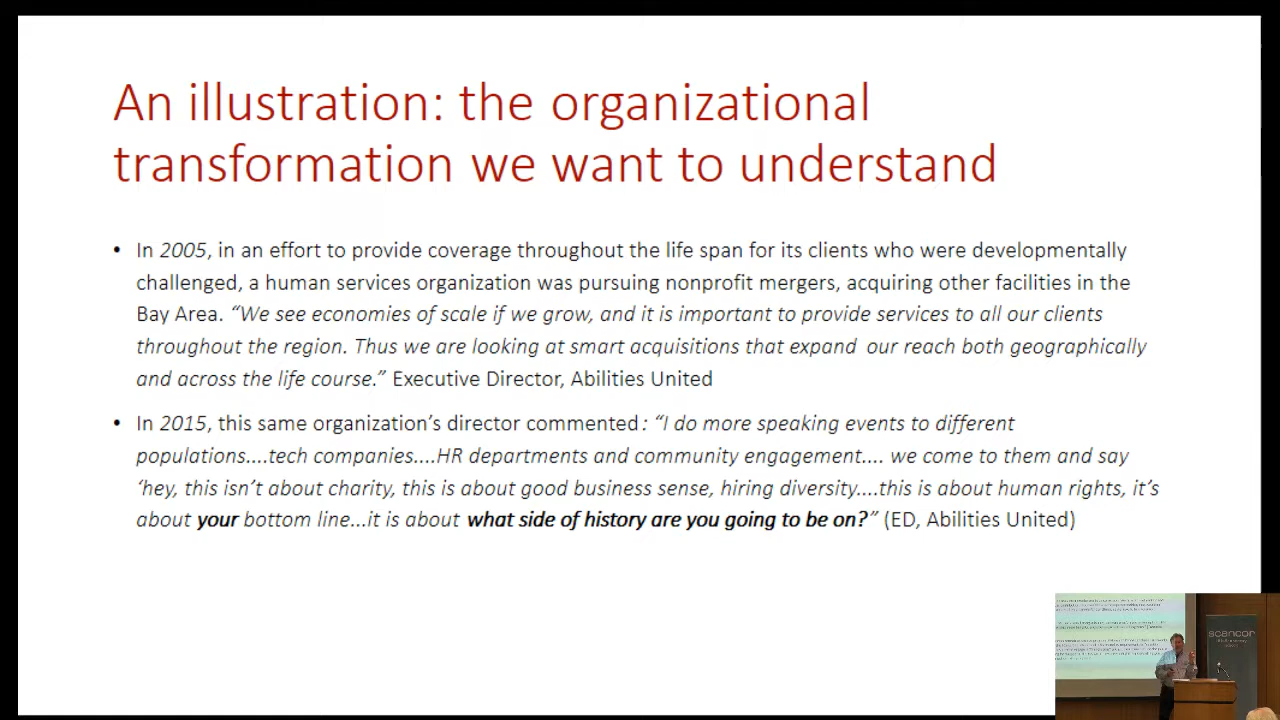 An illustration: the organizational
transformation we want to understand
• In 2005, in an effort to provide coverage throughout the life span for its clients who were developmentally
challenged, a human services organization was pursuing nonprofit mergers, acquiring other facilities in the
Bay Area. “We see economies of scale if we grow, and it is important to provide services to all our clients
throughout the region. Thus we are looking at smart acquisitions that expand our reach both geographically
and across the life course.” Executive Director, Abilities United
• In 2015, this same organization’s director commented: “I do more speaking events to different
populations....tech companies....HR departments and community engagement.... we come to them and say
‘hey, this isn’t about charity, this is about good business sense, hiring diversity....this is about human rights, it’s
about your bottom line...it is about what side of history are you going to be on?” (ED, Abilities United)
scancor